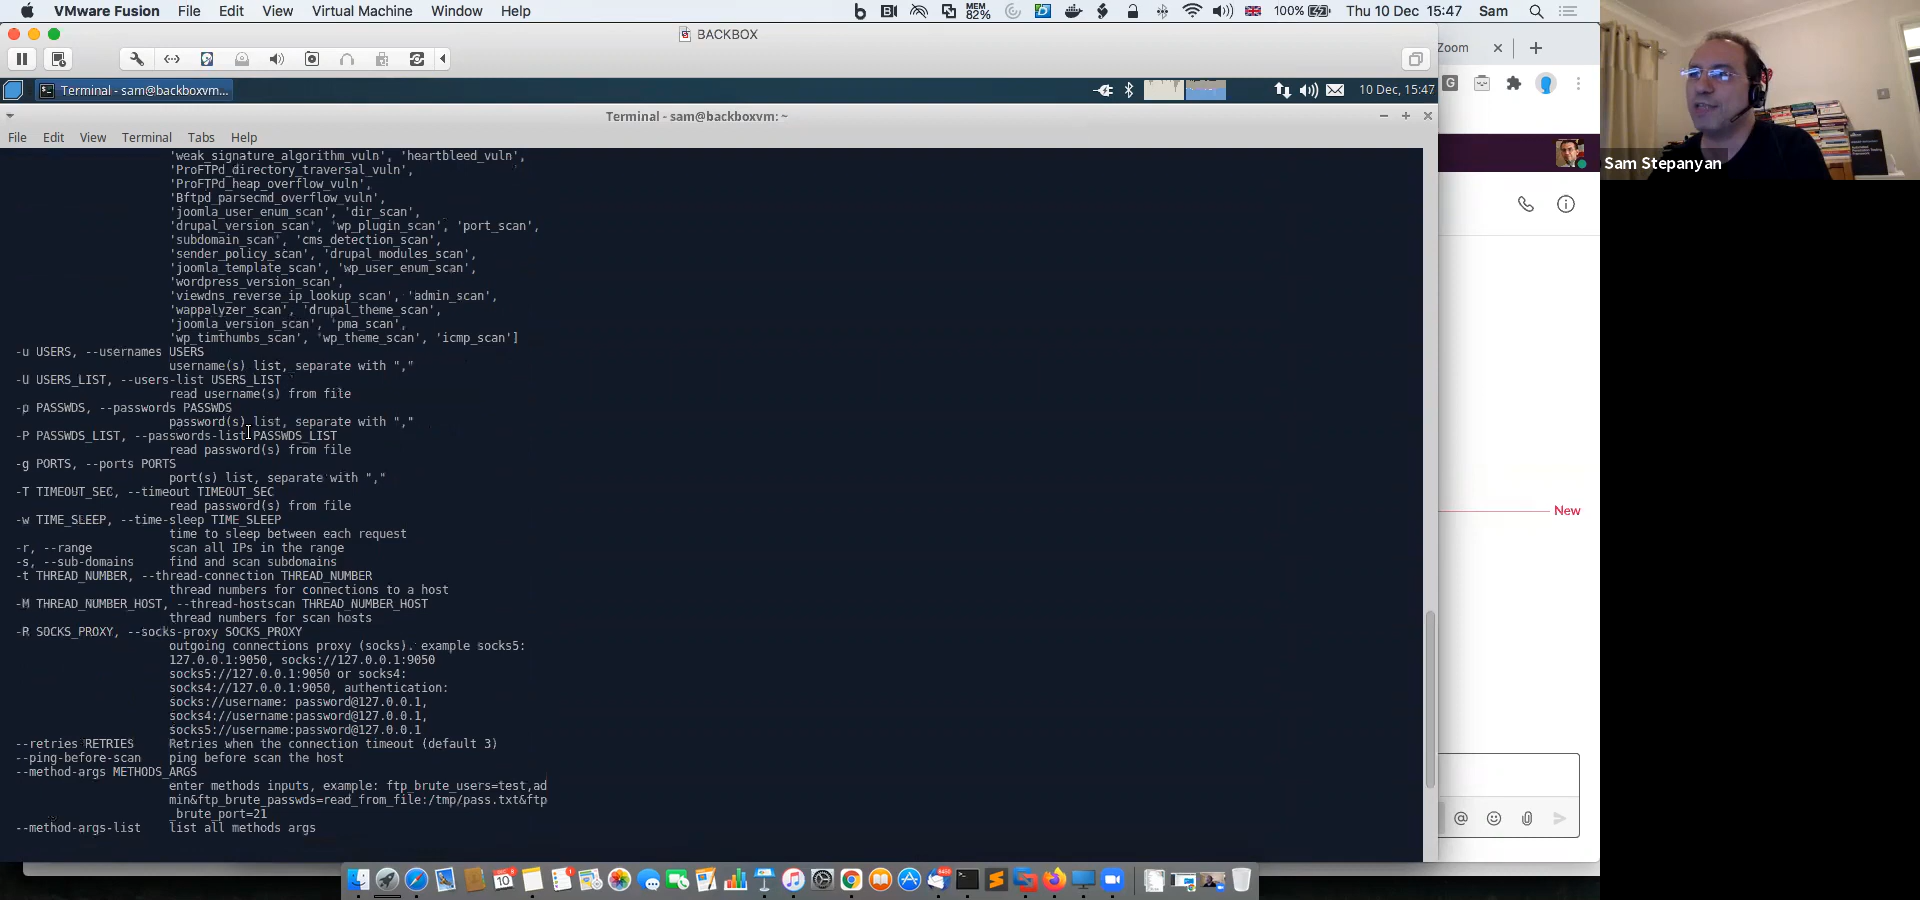 VMware Fusion File Edit View Virtual Machine Window Help
MEM 82% 100% Thu 10 Dec 15:47 Sam
BACKBOX
Zoom
Terminal - sam@backboxvm...
10 Dec, 15:47
Terminal - sam@backboxvm: ~
File Edit View Terminal Tabs Help
'weak_signature_algorithm_vuln', 'heartbleed_vuln',
'ProFTPd_directory_traversal_vuln',
'ProFTPd_heap_overflow_vuln',
'Bftpd_parsecmd_overflow_vuln',
'joomla_user_enum_scan', 'dir_scan',
'drupal_version_scan', 'wp_plugin_scan', 'port_scan',
'subdomain_scan', 'cms_detection_scan',
'sender_policy_scan', 'drupal_modules_scan',
'joomla_template_scan', 'wp_user_enum_scan',
'wordpress_version_scan',
'viewdns_reverse_ip_lookup_scan', 'admin_scan',
'wappalyzer_scan', 'drupal_theme_scan',
'joomla_version_scan', 'pma_scan',
'wp_timthumbs_scan', 'wp_theme_scan', 'icmp_scan']
-u USERS, --usernames USERS
username(s) list, separate with ","
-U USERS_LIST, --users-list USERS_LIST
read username(s) from file
-p PASSWDS, --passwords PASSWDS
password(s) list, separate with ","
-P PASSWDS_LIST, --passwords-list PASSWDS_LIST
read password(s) from file
-g PORTS, --ports PORTS
port(s) list, separate with ","
-T TIMEOUT_SEC, --timeout TIMEOUT_SEC
read password(s) from file
-w TIME_SLEEP, --time-sleep TIME_SLEEP
time to sleep between each request
-r, --range scan all IPs in the range
-s, --sub-domains find and scan subdomains
-t THREAD_NUMBER, --thread-connection THREAD_NUMBER
thread numbers for connections to a host
-M THREAD_NUMBER_HOST, --thread-hostscan THREAD_NUMBER_HOST
thread numbers for scan hosts
-R SOCKS_PROXY, --socks-proxy SOCKS_PROXY
outgoing connections proxy (socks). example socks5:
127.0.0.1:9050, socks://127.0.0.1:9050
socks5://127.0.0.1:9050 or socks4:
socks4://127.0.0.1:9050, authentication:
socks://username: password@127.0.0.1,
socks4://username:password@127.0.0.1,
socks5://username:password@127.0.0.1
--retries RETRIES Retries when the connection timeout (default 3)
--ping-before-scan ping before scan the host
--method-args METHODS_ARGS
enter methods inputs, example: ftp_brute_users=test,ad
min&ftp_brute_passwds=read_from_file:/tmp/pass.txt&ftp
_brute_port=21
--method-args-list list all methods args
New
Sam Stepanyan